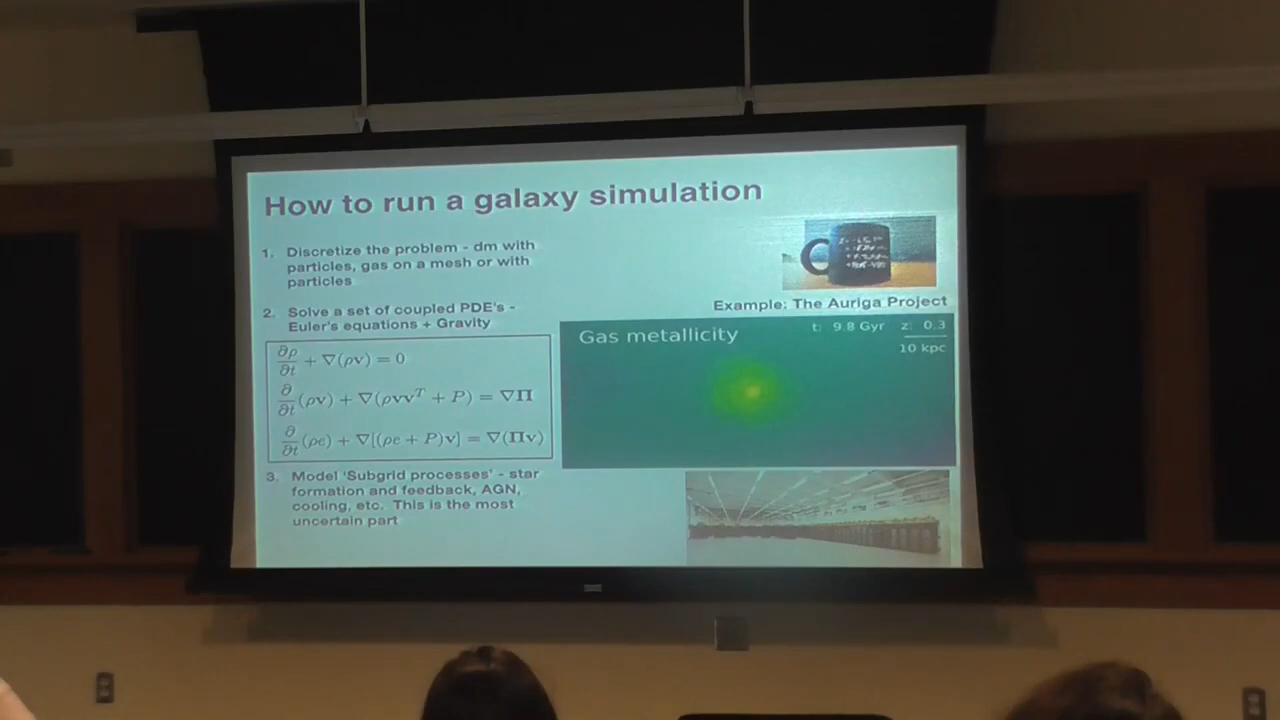 How to run a galaxy simulation
1. Discretize the problem - dm with
particles, gas on a mesh or with
particles
2. Solve a set of coupled PDE's -
Euler's equations + Gravity
∂ρ/∂t + ∇(ρv) = 0
∂/∂t(ρv) + ∇(ρvvᵀ + P) = ∇Π
∂/∂t(ρe) + ∇[(ρe + P)v] = ∇(Πv)
3. Model 'Subgrid processes' - star
formation and feedback, AGN,
cooling, etc. This is the most
uncertain part
Example: The Auriga Project
Gas metallicity
t: 9.8 Gyr z: 0.3
10 kpc